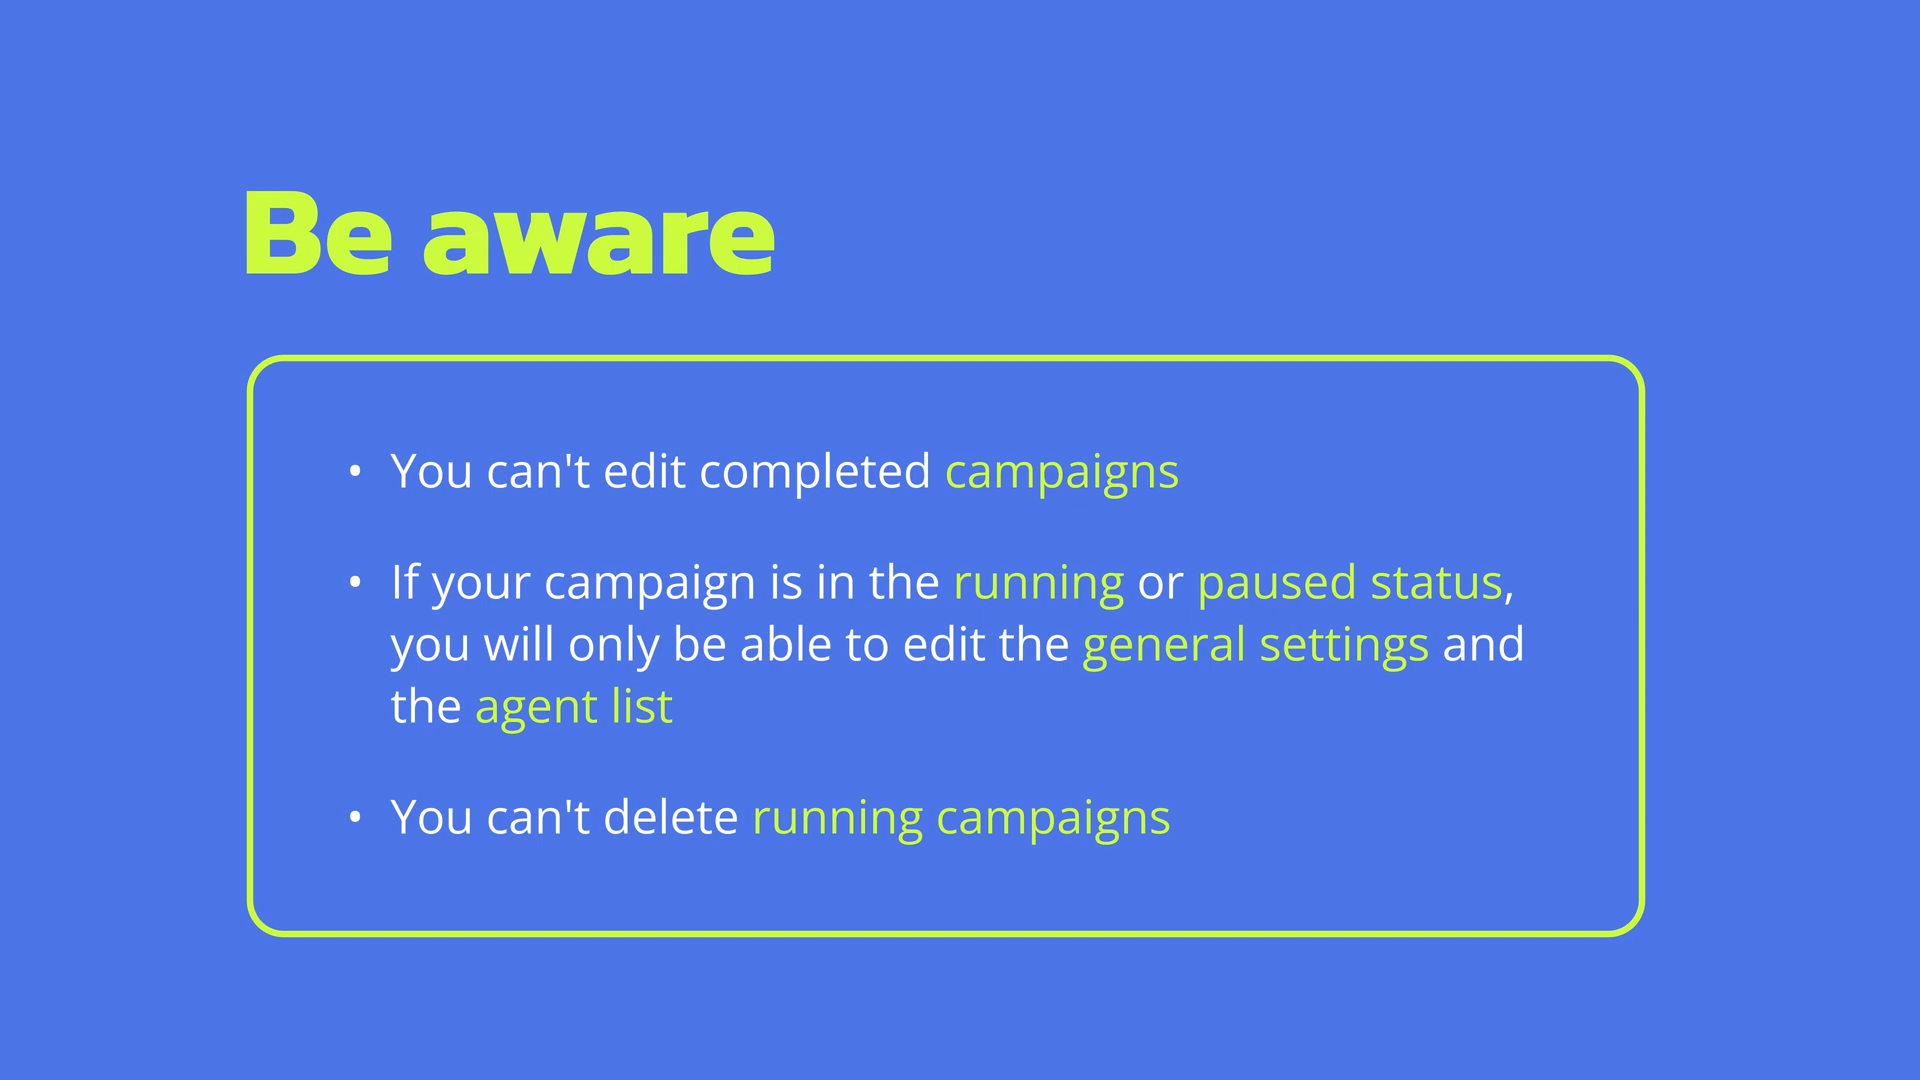 Be aware
• You can't edit completed campaigns
• If your campaign is in the running or paused status,
you will only be able to edit the general settings and
the agent list
• You can't delete running campaigns